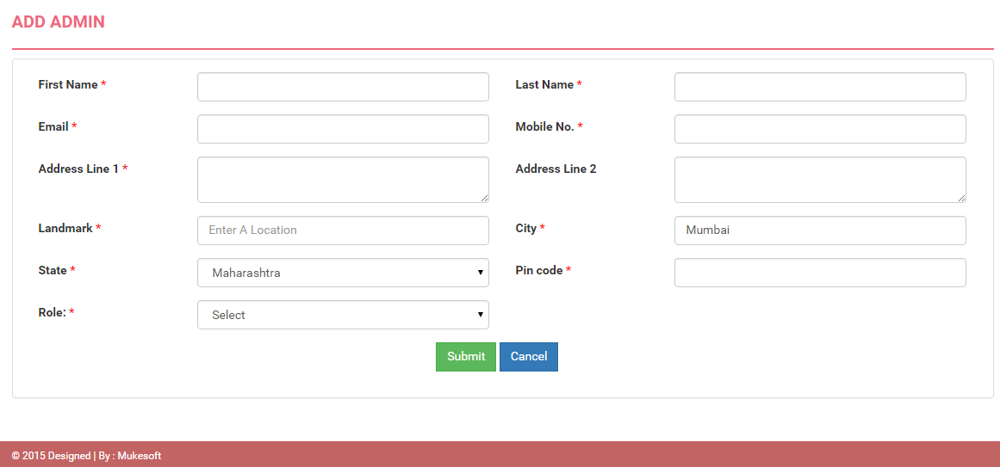 ADD ADMIN
First Name *
Last Name *
Email *
Mobile No. *
Address Line 1 *
Address Line 2
Landmark *
Enter A Location
City *
Mumbai
State *
Maharashtra
Pin code *
Role: *
Select
Submit
Cancel
© 2015 Designed | By : Mukesoft